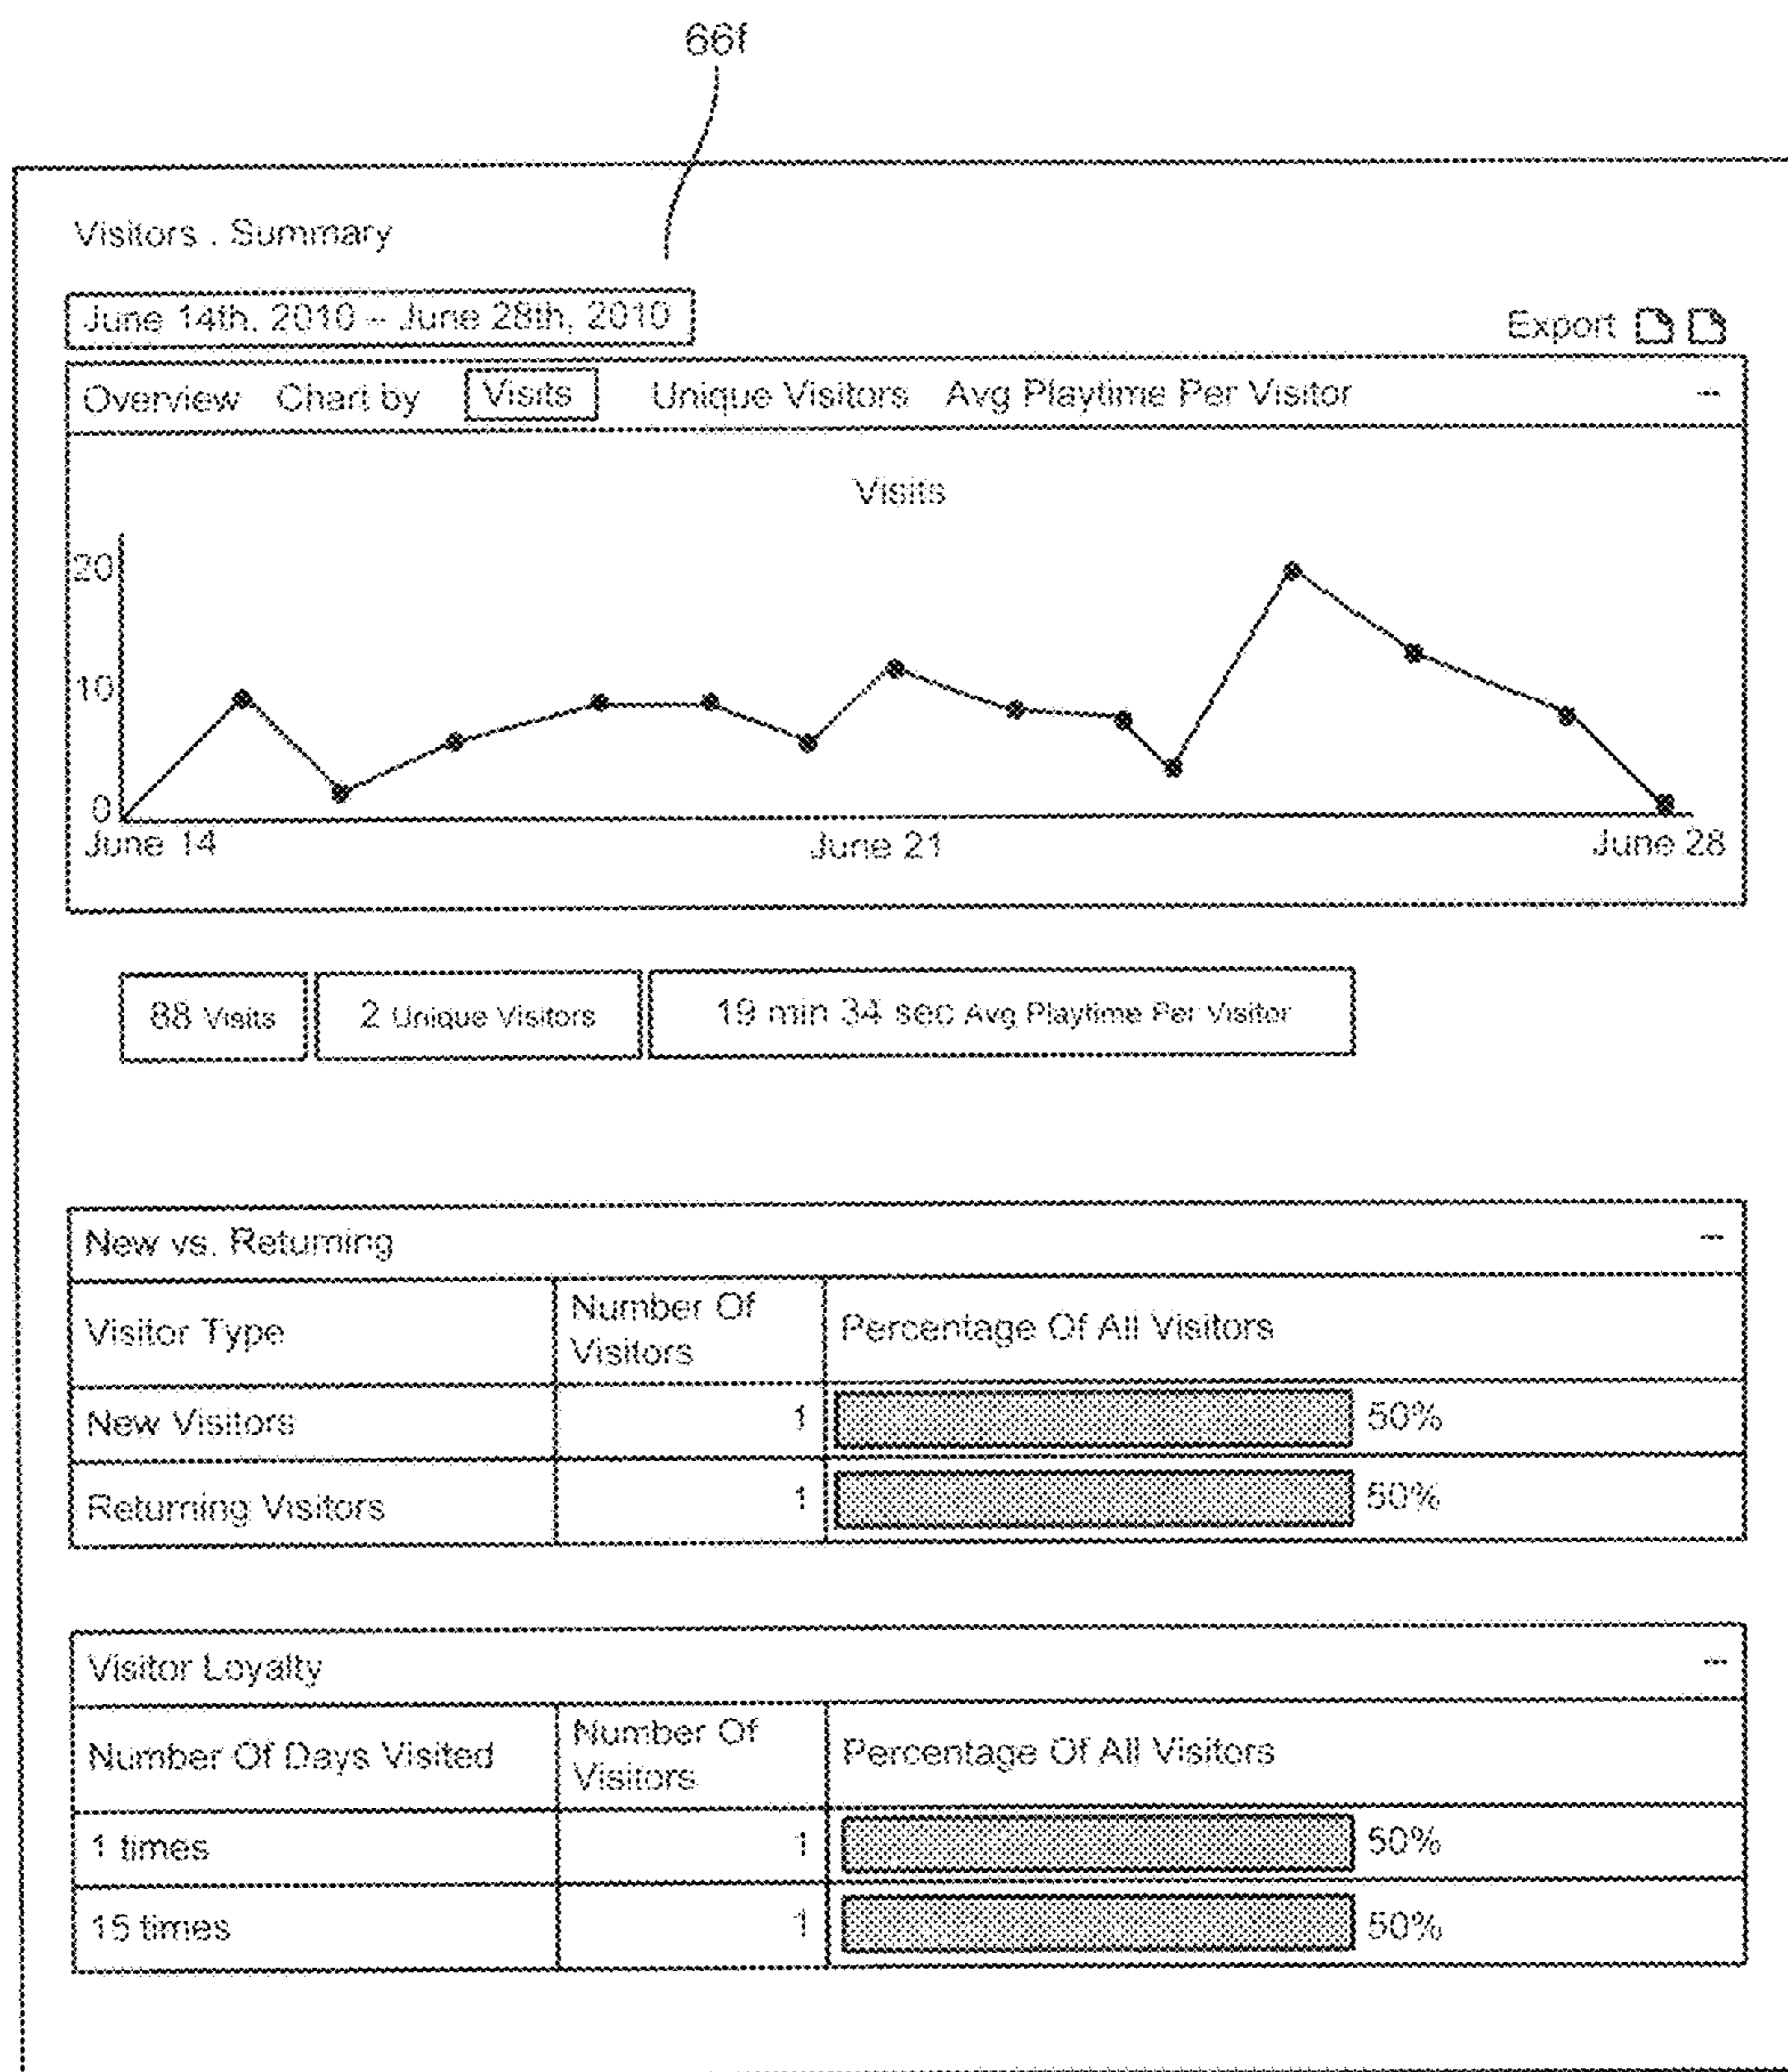 66f
Visitors . Summary
June 14th, 2010 – June 28th, 2010
Export
Overview Chart by Visits Unique Visitors Avg Playtime Per Visitor --
Visits
20
10
0
June 14 June 21 June 28
88 Visits 2 Unique Visitors 19 min 34 sec Avg Playtime Per Visitor
New vs. Returning --
Visitor Type Number Of Visitors Percentage Of All Visitors
New Visitors 1 50%
Returning Visitors 1 50%
Visitor Loyalty --
Number Of Days Visited Number Of Visitors Percentage Of All Visitors
1 times 1 50%
15 times 1 50%